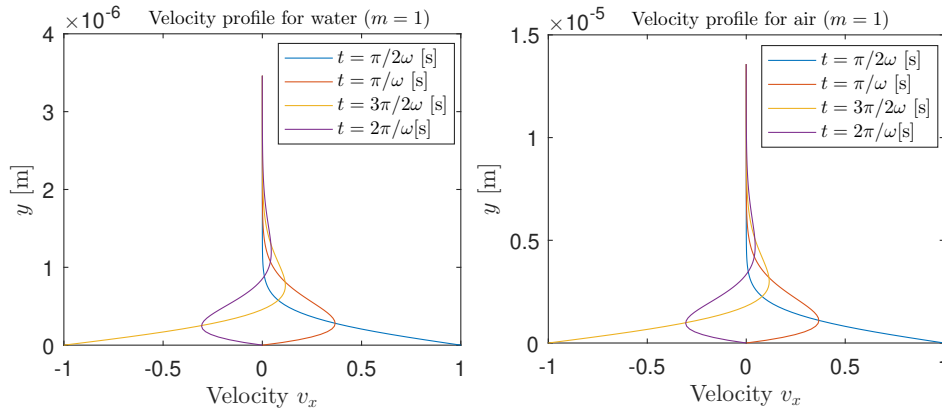 Velocity profile for water (m = 1)
×10^-6
4
3
2
1
0
y [m]
-1
-0.5
0
0.5
1
Velocity v_x
t = π/2ω [s]
t = π/ω [s]
t = 3π/2ω [s]
t = 2π/ω[s]
Velocity profile for air (m = 1)
×10^-5
1.5
1
0.5
0
y [m]
-1
-0.5
0
0.5
1
Velocity v_x
t = π/2ω [s]
t = π/ω [s]
t = 3π/2ω [s]
t = 2π/ω[s]